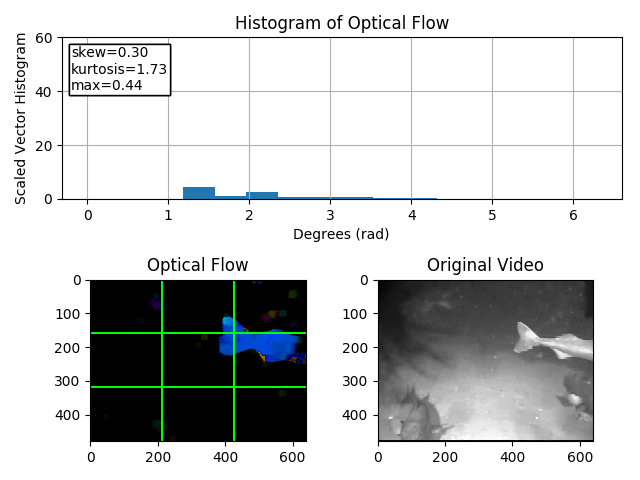 Histogram of Optical Flow
60
skew=0.30
kurtosis=1.73
max=0.44
40
20
0
Scaled Vector Histogram
0 1 2 3 4 5 6
Degrees (rad)
Optical Flow
0
100
200
300
400
0 200 400 600
Original Video
0
100
200
300
400
0 200 400 600